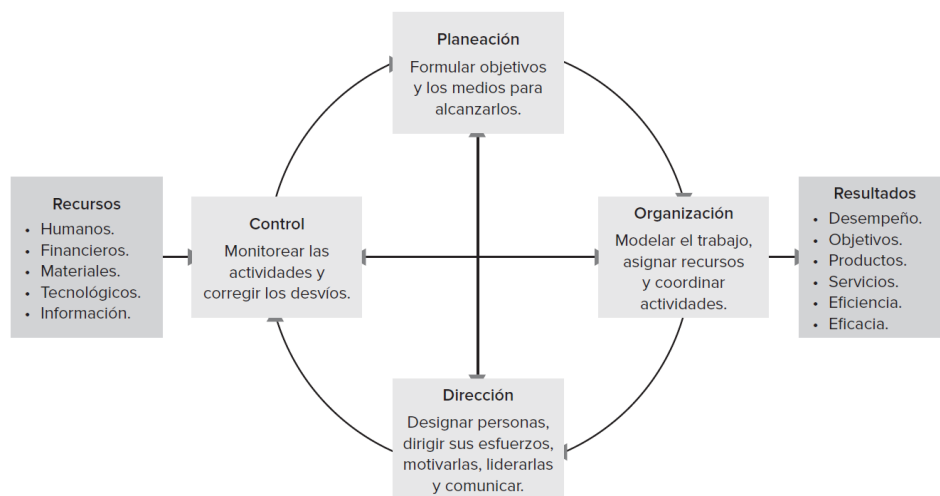 Planeación
Formular objetivos
y los medios para
alcanzarlos.
Recursos
• Humanos.
• Financieros.
• Materiales.
• Tecnológicos.
• Información.
Control
Monitorear las
actividades y
corregir los desvíos.
Organización
Modelar el trabajo,
asignar recursos
y coordinar
actividades.
Resultados
• Desempeño.
• Objetivos.
• Productos.
• Servicios.
• Eficiencia.
• Eficacia.
Dirección
Designar personas,
dirigir sus esfuerzos,
motivarlas, liderarlas
y comunicar.